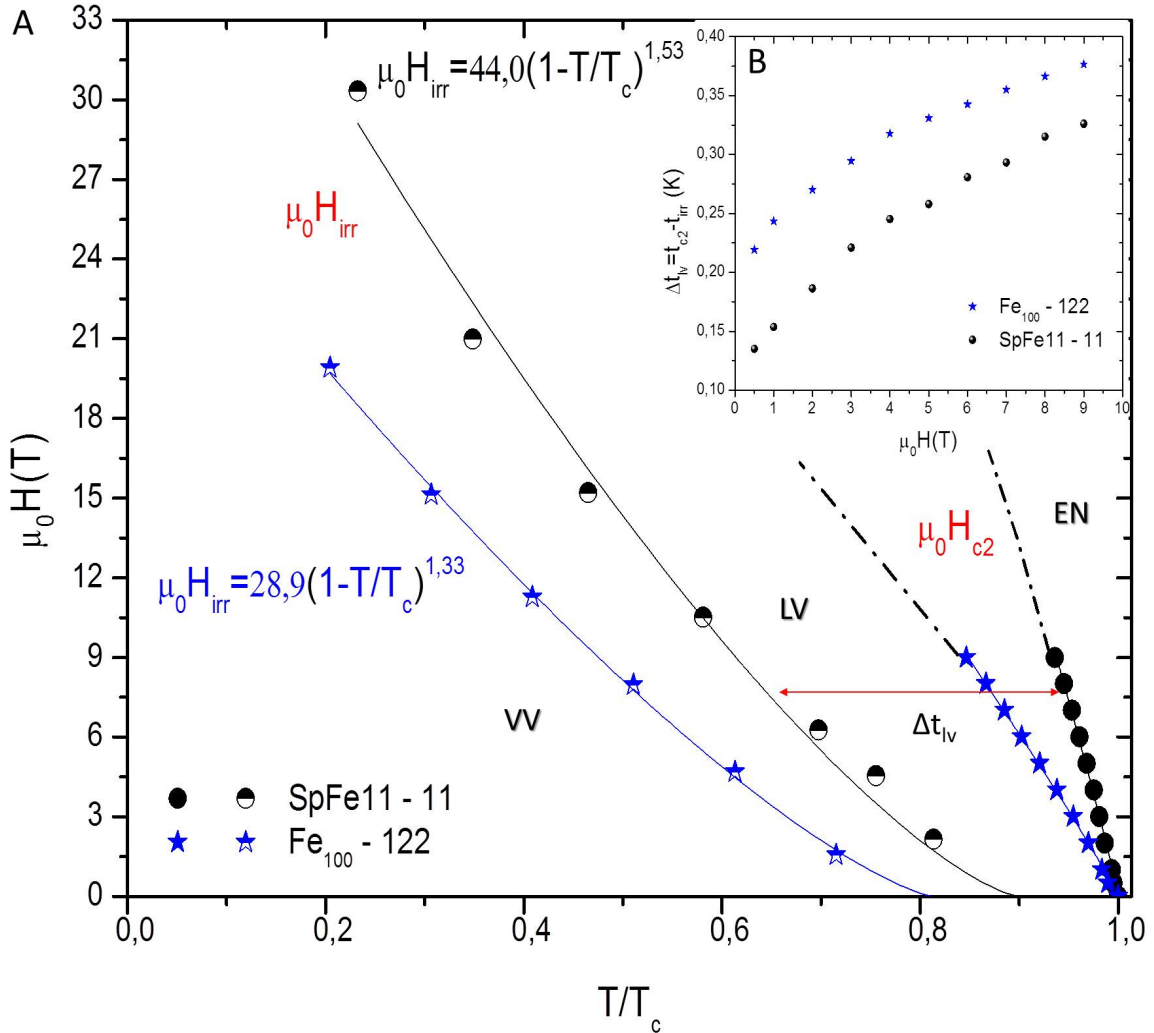 A
μ₀H(T)
33
30
27
24
21
18
15
12
9
6
3
0
0,0 0,2 0,4 0,6 0,8 1,0
T/Tc
μ₀Hirr=44,0(1-T/Tc)^1,53
μ₀Hirr
μ₀Hirr=28,9(1-T/Tc)^1,33
VV
LV
EN
μ₀Hc2
Δtlv
SpFe11 - 11
Fe₁₀₀ - 122
B
Δtlv=tc2-tirr (K)
0,40
0,35
0,30
0,25
0,20
0,15
0,10
0 1 2 3 4 5 6 7 8 9 10
μ₀H(T)
Fe₁₀₀ - 122
SpFe11 - 11